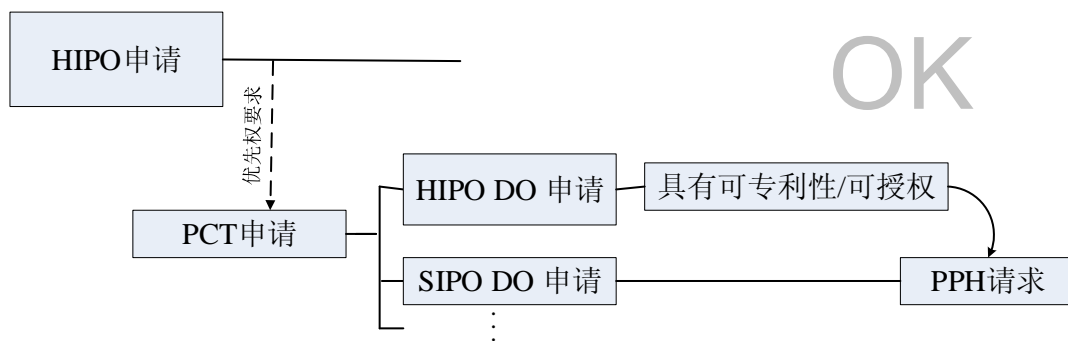 HIPO申请
OK
优先权要求
HIPO DO 申请
具有可专利性/可授权
PCT申请
SIPO DO 申请
PPH请求